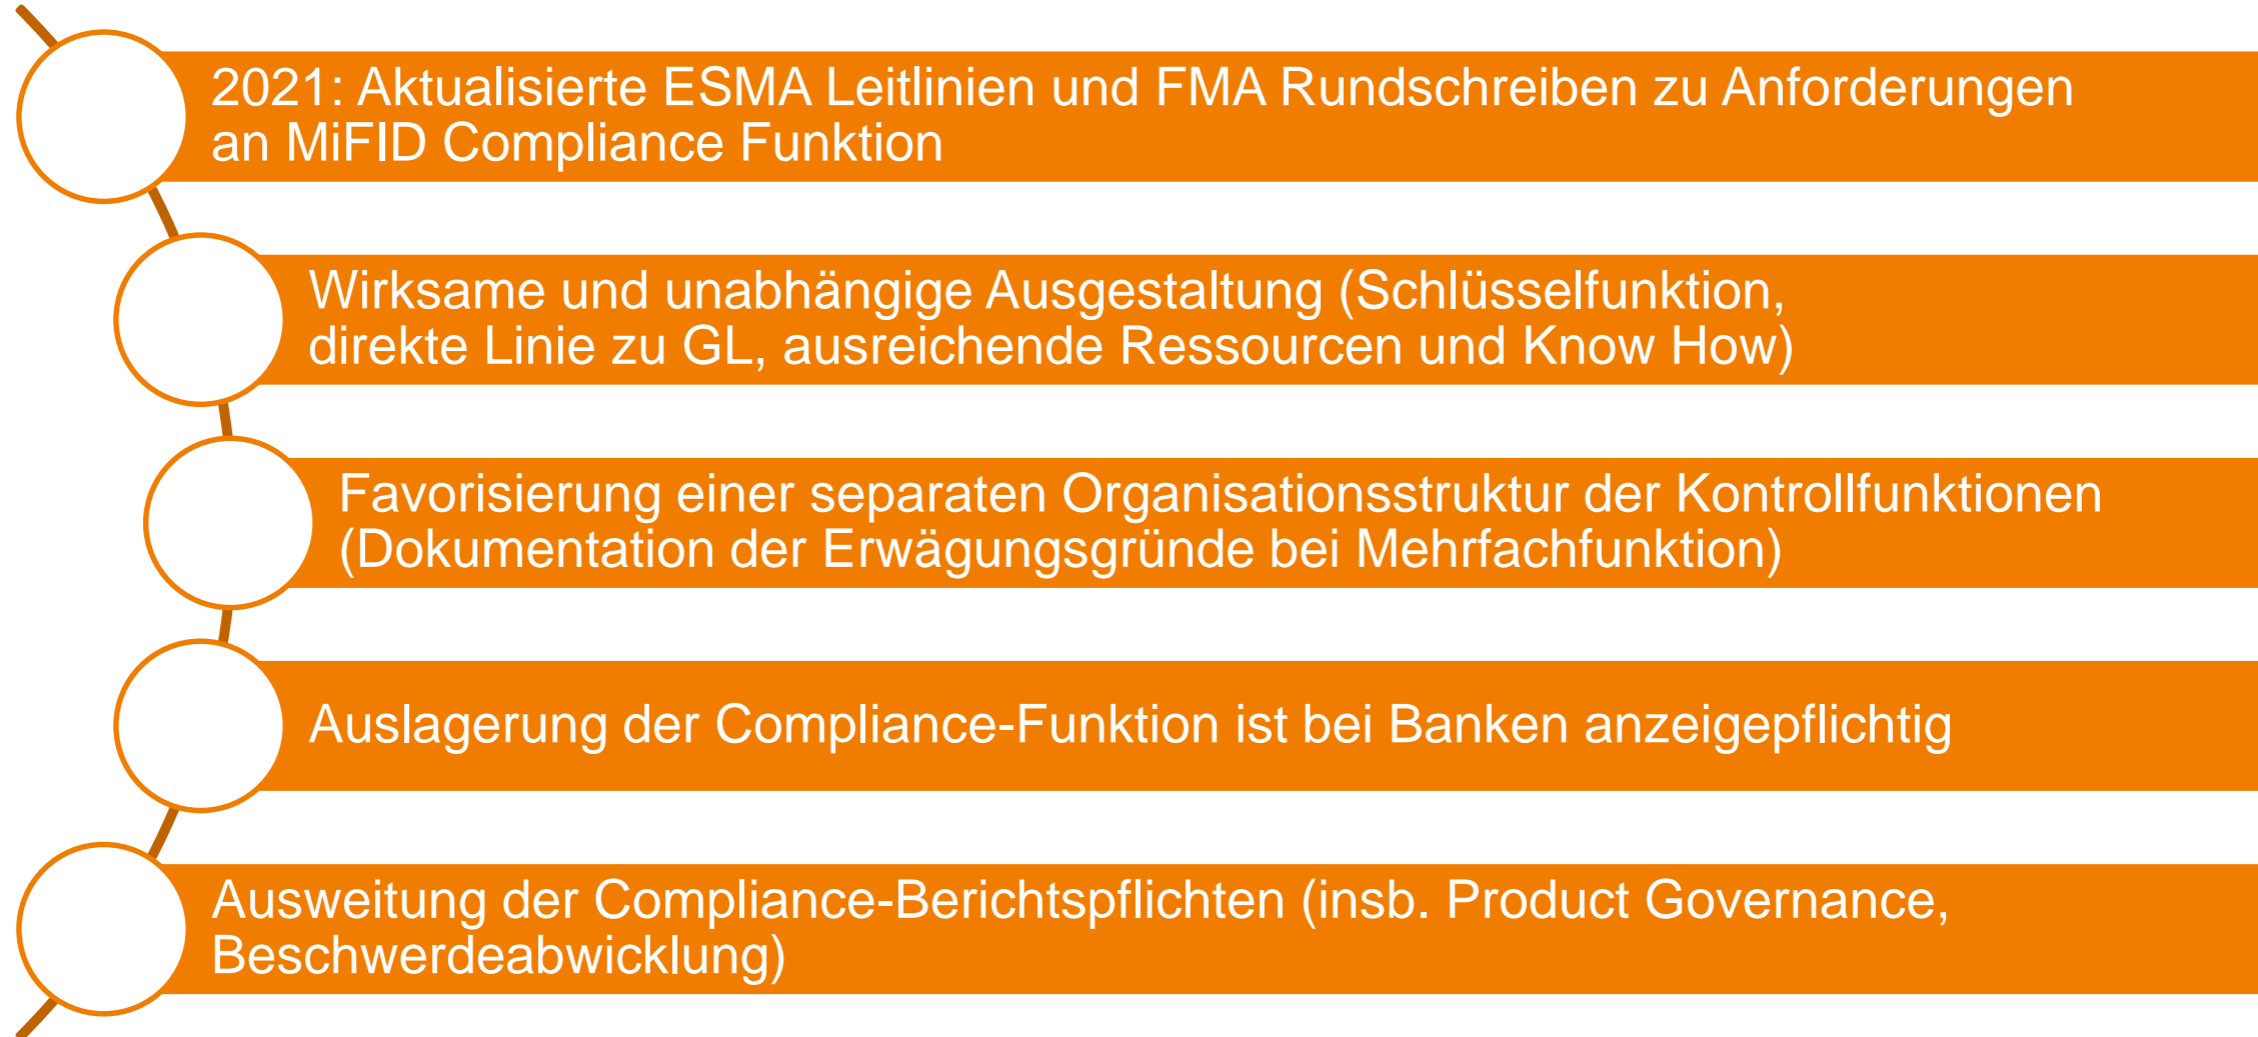 2021: Aktualisierte ESMA Leitlinien und FMA Rundschreiben zu Anforderungen
an MiFID Compliance Funktion
Wirksame und unabhängige Ausgestaltung (Schlüsselfunktion,
direkte Linie zu GL, ausreichende Ressourcen und Know How)
Favorisierung einer separaten Organisationsstruktur der Kontrollfunktionen
(Dokumentation der Erwägungsgründe bei Mehrfachfunktion)
Auslagerung der Compliance-Funktion ist bei Banken anzeigepflichtig
Ausweitung der Compliance-Berichtspflichten (insb. Product Governance,
Beschwerdeabwicklung)